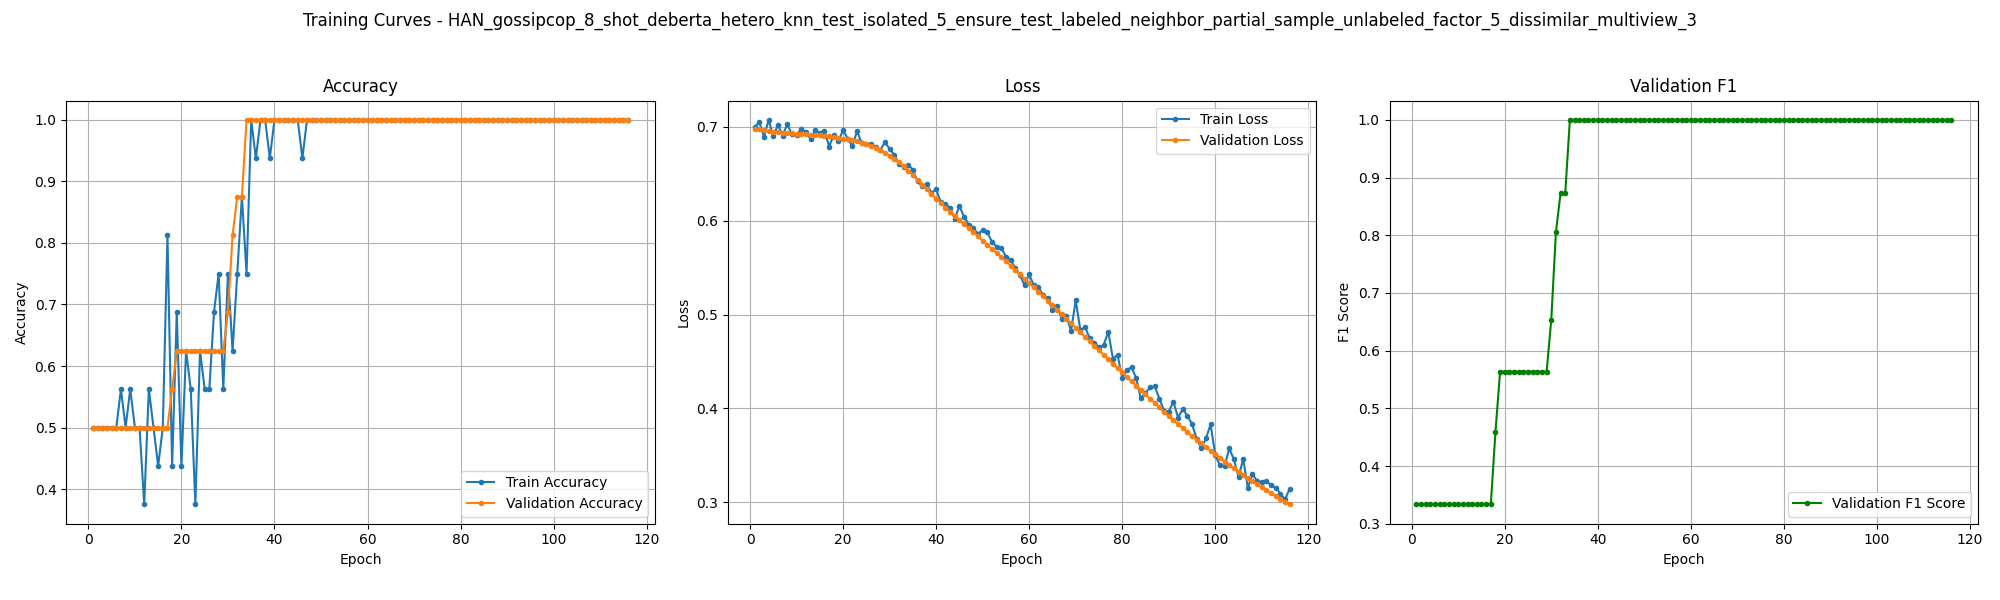 Training Curves - HAN_gossipcop_8_shot_deberta_hetero_knn_test_isolated_5_ensure_test_labeled_neighbor_partial_sample_unlabeled_factor_5_dissimilar_multiview_3
Accuracy
1.0
0.9
0.8
0.7
0.6
0.5
0.4
Accuracy
Train Accuracy
Validation Accuracy
0 20 40 60 80 100 120
Epoch
Loss
0.7
0.6
0.5
0.4
0.3
Loss
Train Loss
Validation Loss
0 20 40 60 80 100 120
Epoch
Validation F1
1.0
0.9
0.8
0.7
0.6
0.5
0.4
0.3
F1 Score
Validation F1 Score
0 20 40 60 80 100 120
Epoch